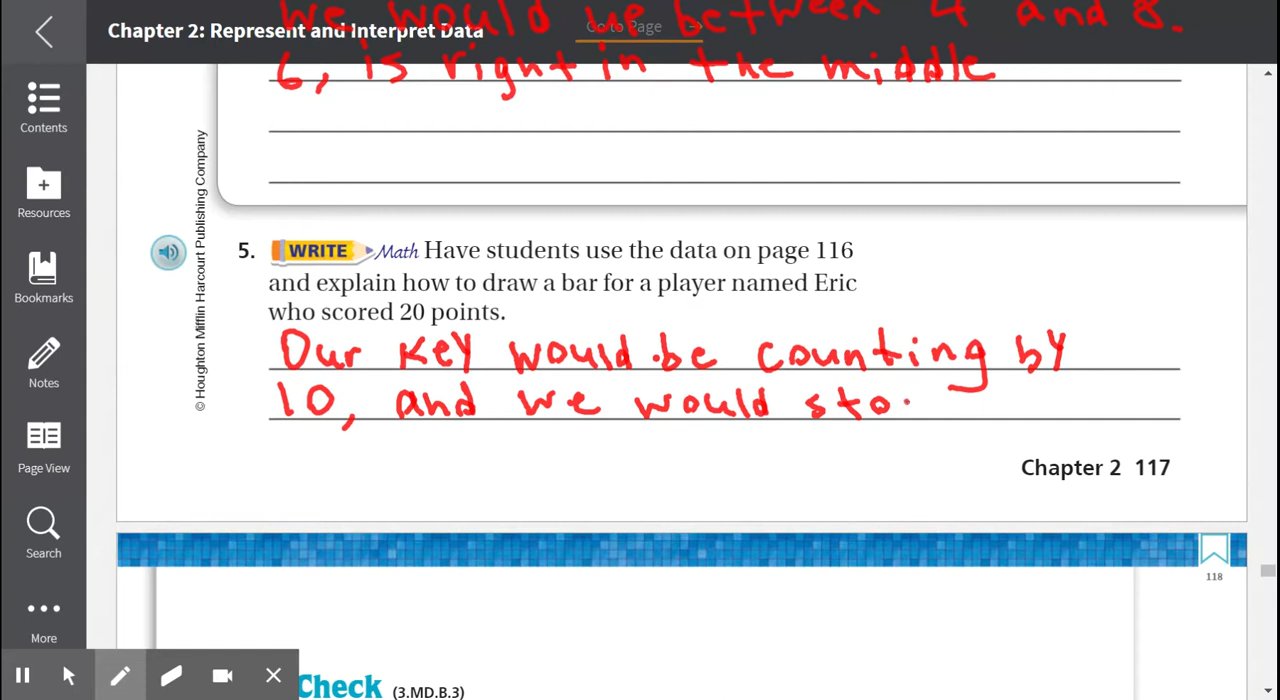 we would be between 4 and 8.
Chapter 2: Represent and Interpret Data
Go to Page
6, is right in the middle
Contents
Resources
Bookmarks
Notes
Page View
Search
More
© Houghton Mifflin Harcourt Publishing Company
5. WRITE Math Have students use the data on page 116
and explain how to draw a bar for a player named Eric
who scored 20 points.
Our key would be counting by
10, and we would sto
Chapter 2 117
118
Check (3.MD.B.3)